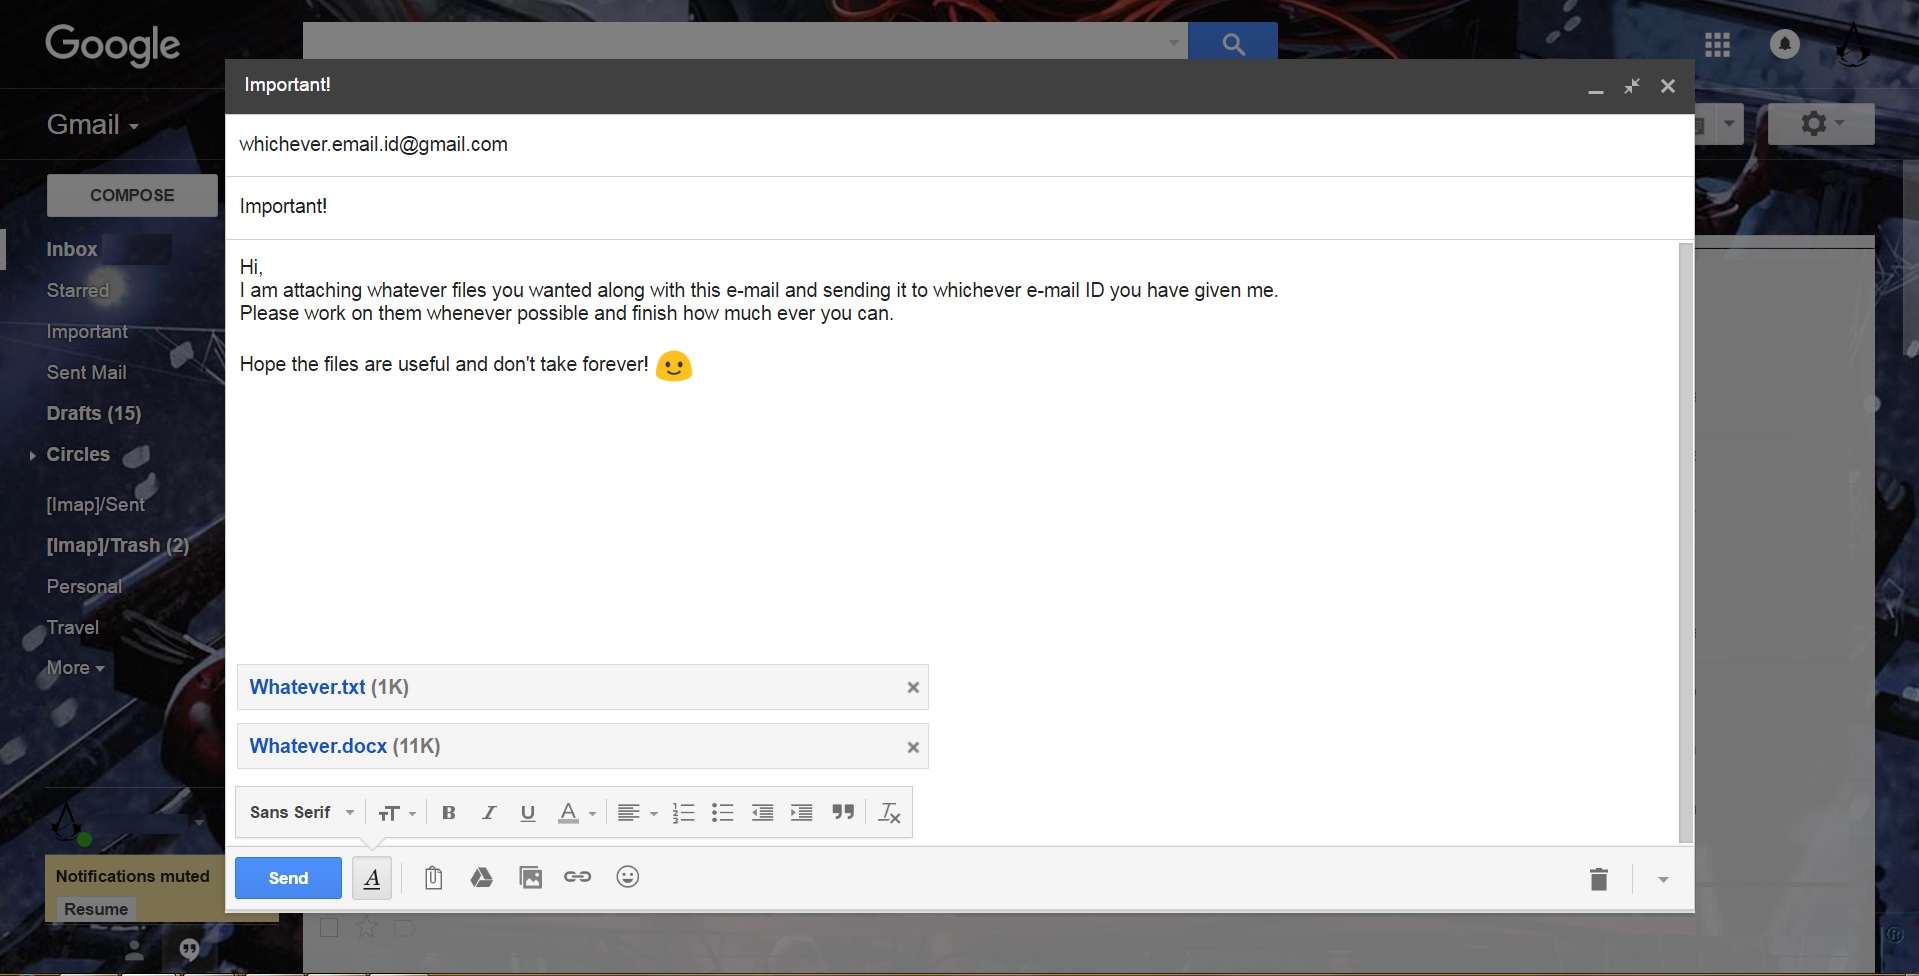 Google
Important!
Gmail
whichever.email.id@gmail.com
COMPOSE
Important!
Inbox
Starred
Important
Sent Mail
Drafts (15)
Circles
[Imap]/Sent
[Imap]/Trash (2)
Personal
Travel
More
Hi,
I am attaching whatever files you wanted along with this e-mail and sending it to whichever e-mail ID you have given me.
Please work on them whenever possible and finish how much ever you can.
Hope the files are useful and don't take forever!
Whatever.txt (1K)
Whatever.docx (11K)
Sans Serif
Send
Notifications muted
Resume